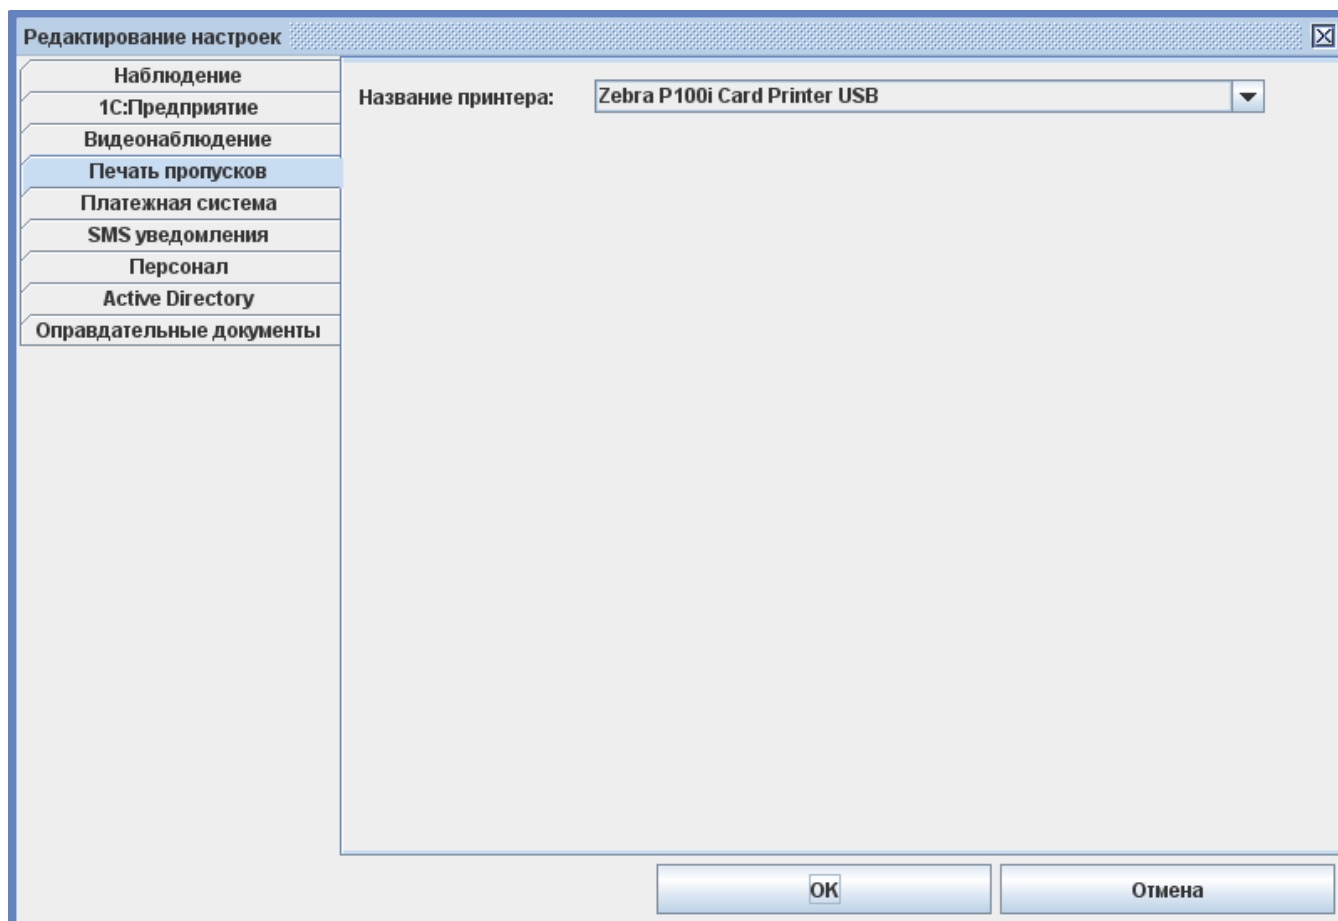 Редактирование настроек
Наблюдение
1С:Предприятие
Видеонаблюдение
Печать пропусков
Платежная система
SMS уведомления
Персонал
Active Directory
Оправдательные документы
Название принтера: Zebra P100i Card Printer USB
OK Отмена